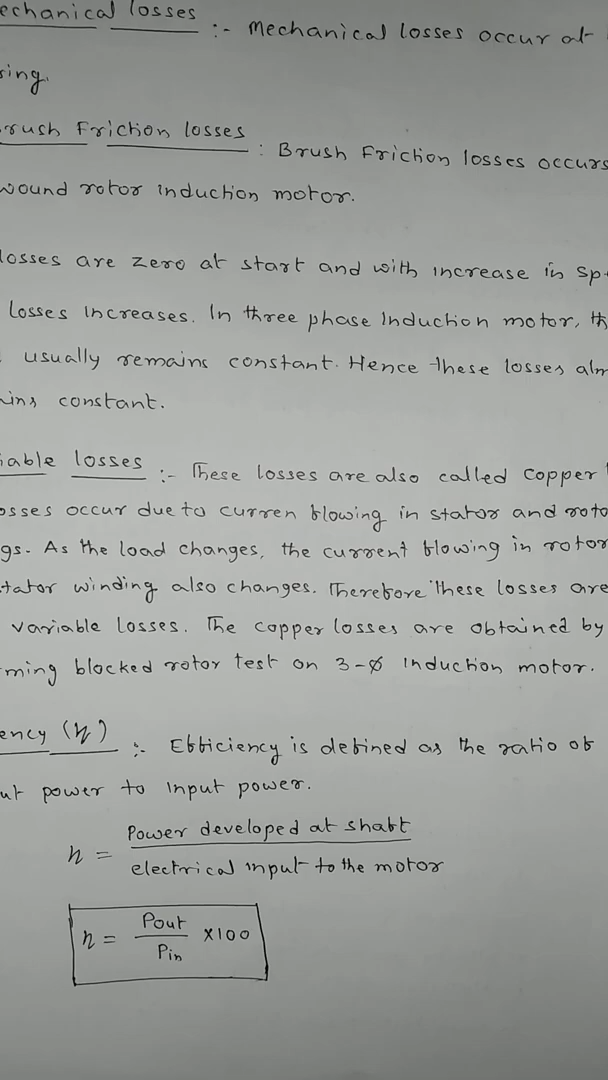 echanical losses :- Mechanical losses occur at
ring.
rush Friction losses : Brush Friction losses occurs
wound rotor induction motor.
losses are zero at start and with increase in sp
losses increases. In three phase Induction motor, th
usually remains constant. Hence these losses alm
ins constant.
iable losses :- These losses are also called copper
osses occur due to curren flowing in stator and roto
gs. As the load changes, the current flowing in rotor
tator winding also changes. Therefore these losses are
variable losses. The copper losses are obtained by
rming blocked rotor test on 3-ϕ induction motor.
ency (η) :- Efficiency is defined as the ratio of
ut power to input power.
η = Power developed at shaft
electrical input to the motor
η = Pout / Pin ×100